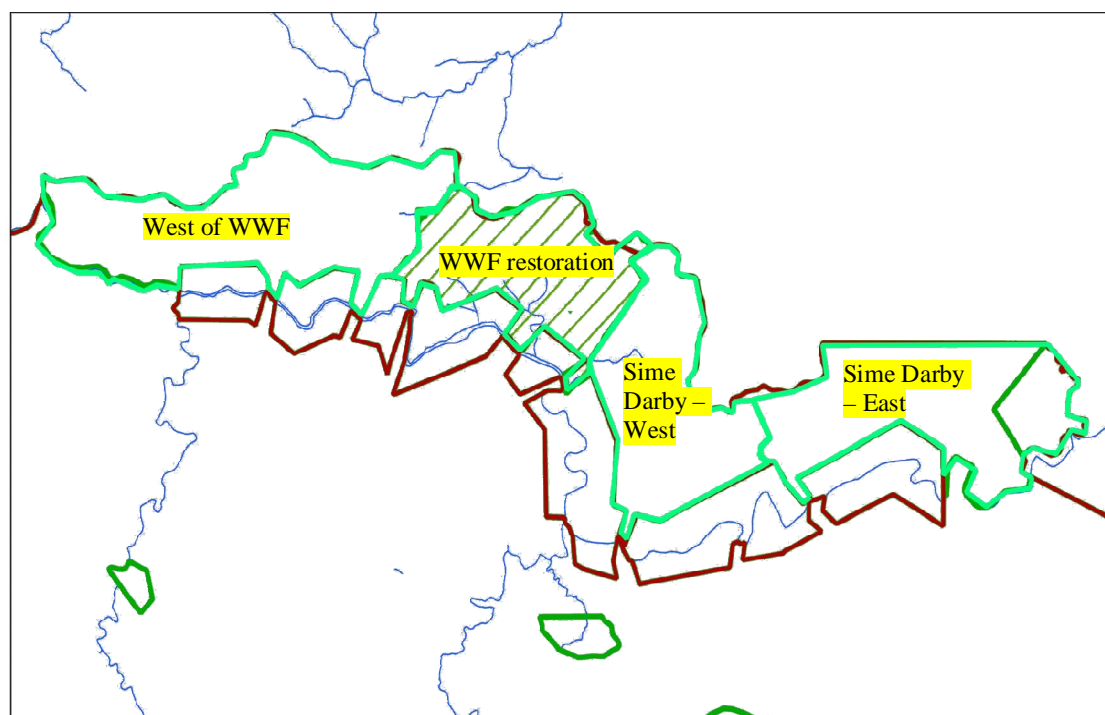 West of WWF
WWF restoration
Sime
Darby –
West
Sime Darby
– East